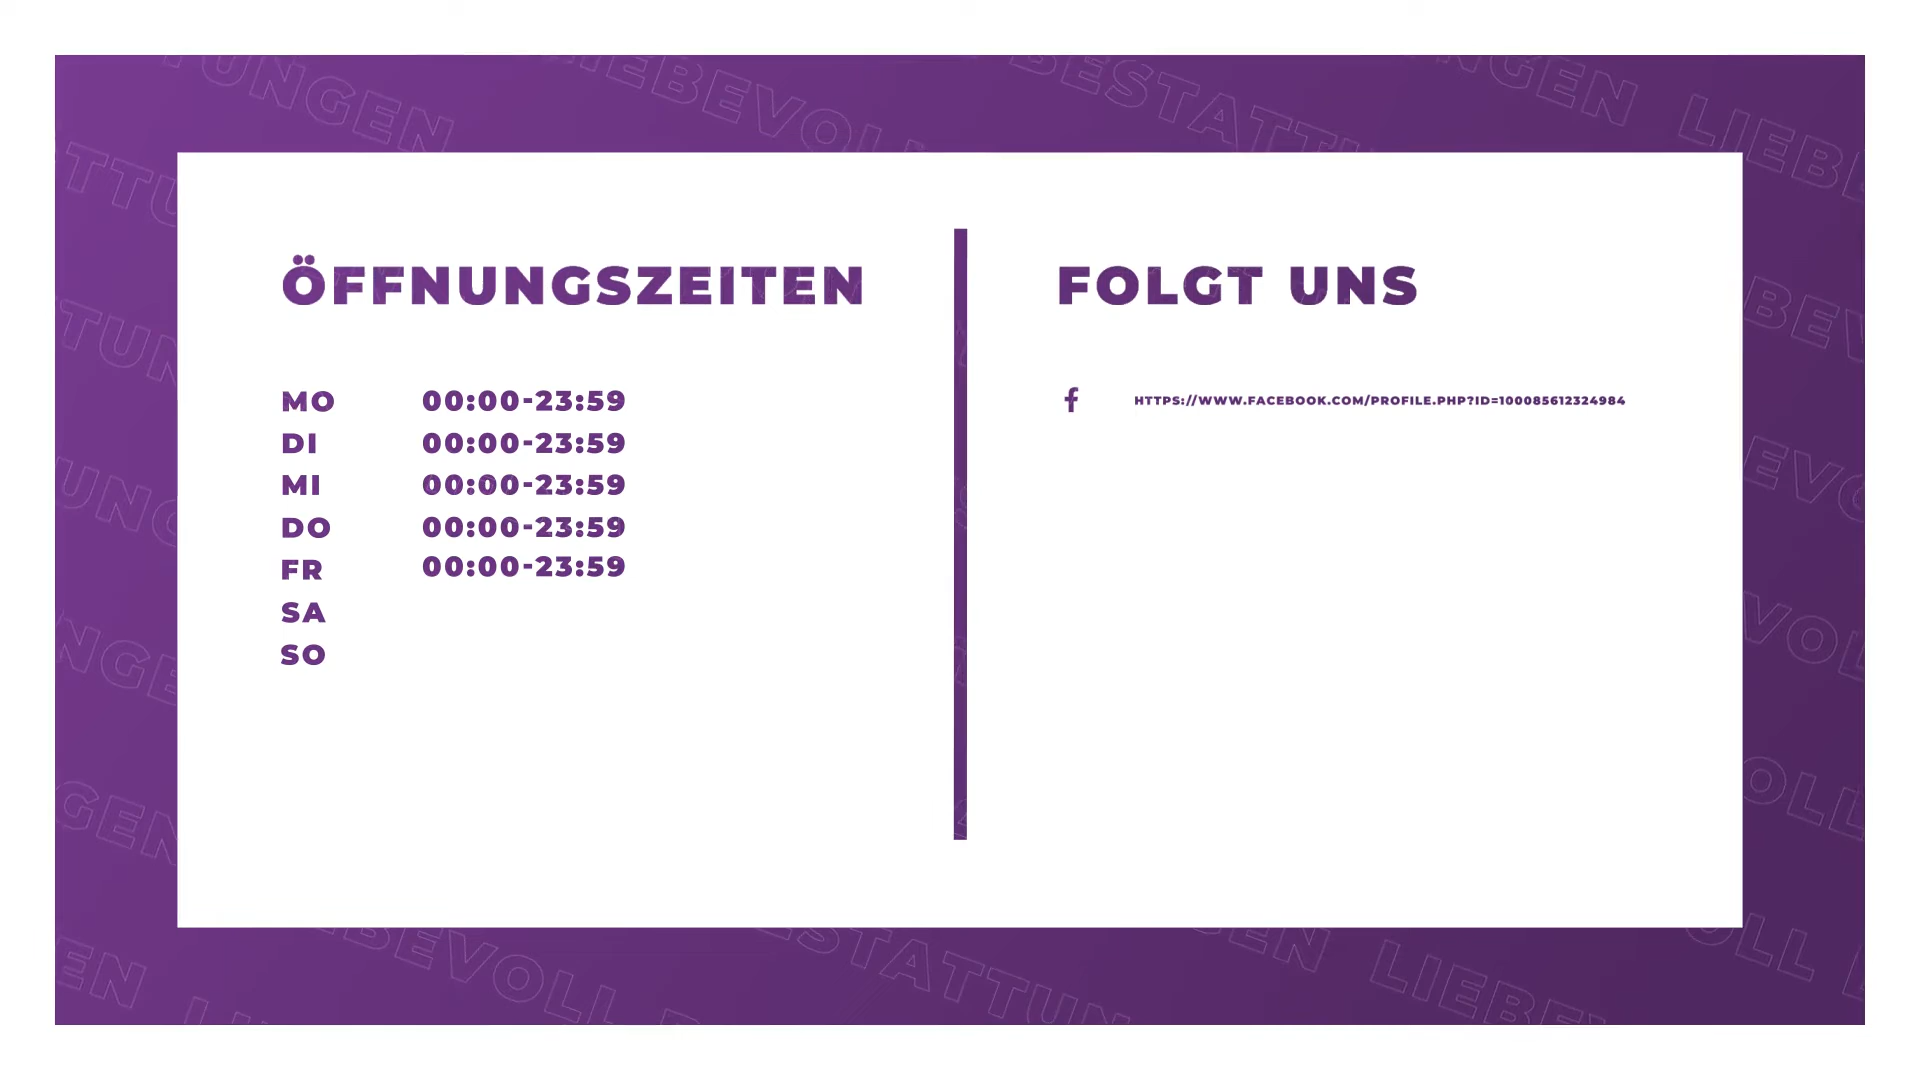 ÖFFNUNGSZEITEN
MO 00:00-23:59
DI 00:00-23:59
MI 00:00-23:59
DO 00:00-23:59
FR 00:00-23:59
SA
SO
FOLGT UNS
HTTPS://WWW.FACEBOOK.COM/PROFILE.PHP?ID=100085612324984